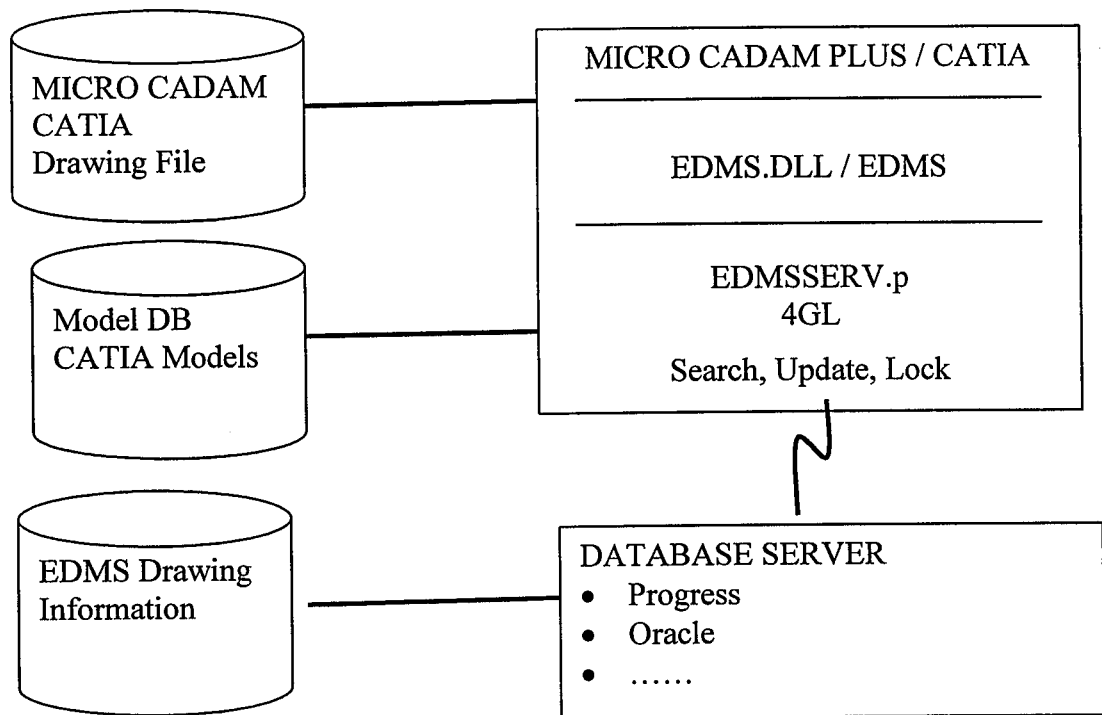 MICRO CADAM
CATIA
Drawing File
MICRO CADAM PLUS / CATIA
EDMS.DLL / EDMS
EDMSSERV.p
4GL
Search, Update, Lock
Model DB
CATIA Models
EDMS Drawing
Information
DATABASE SERVER
• Progress
• Oracle
• ......